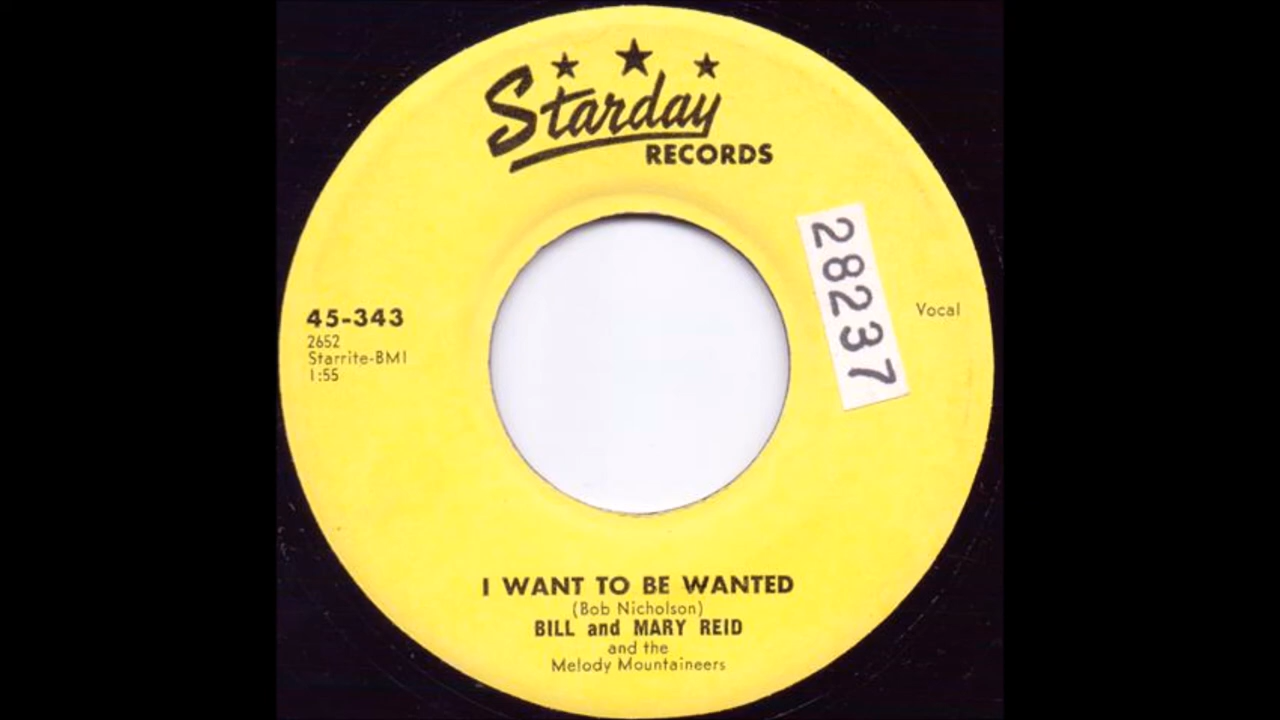 Starday
RECORDS
45-343
2652
Starrite-BMI
1:55
28237
Vocal
I WANT TO BE WANTED
(Bob Nicholson)
BILL and MARY REID
and the
Melody Mountaineers